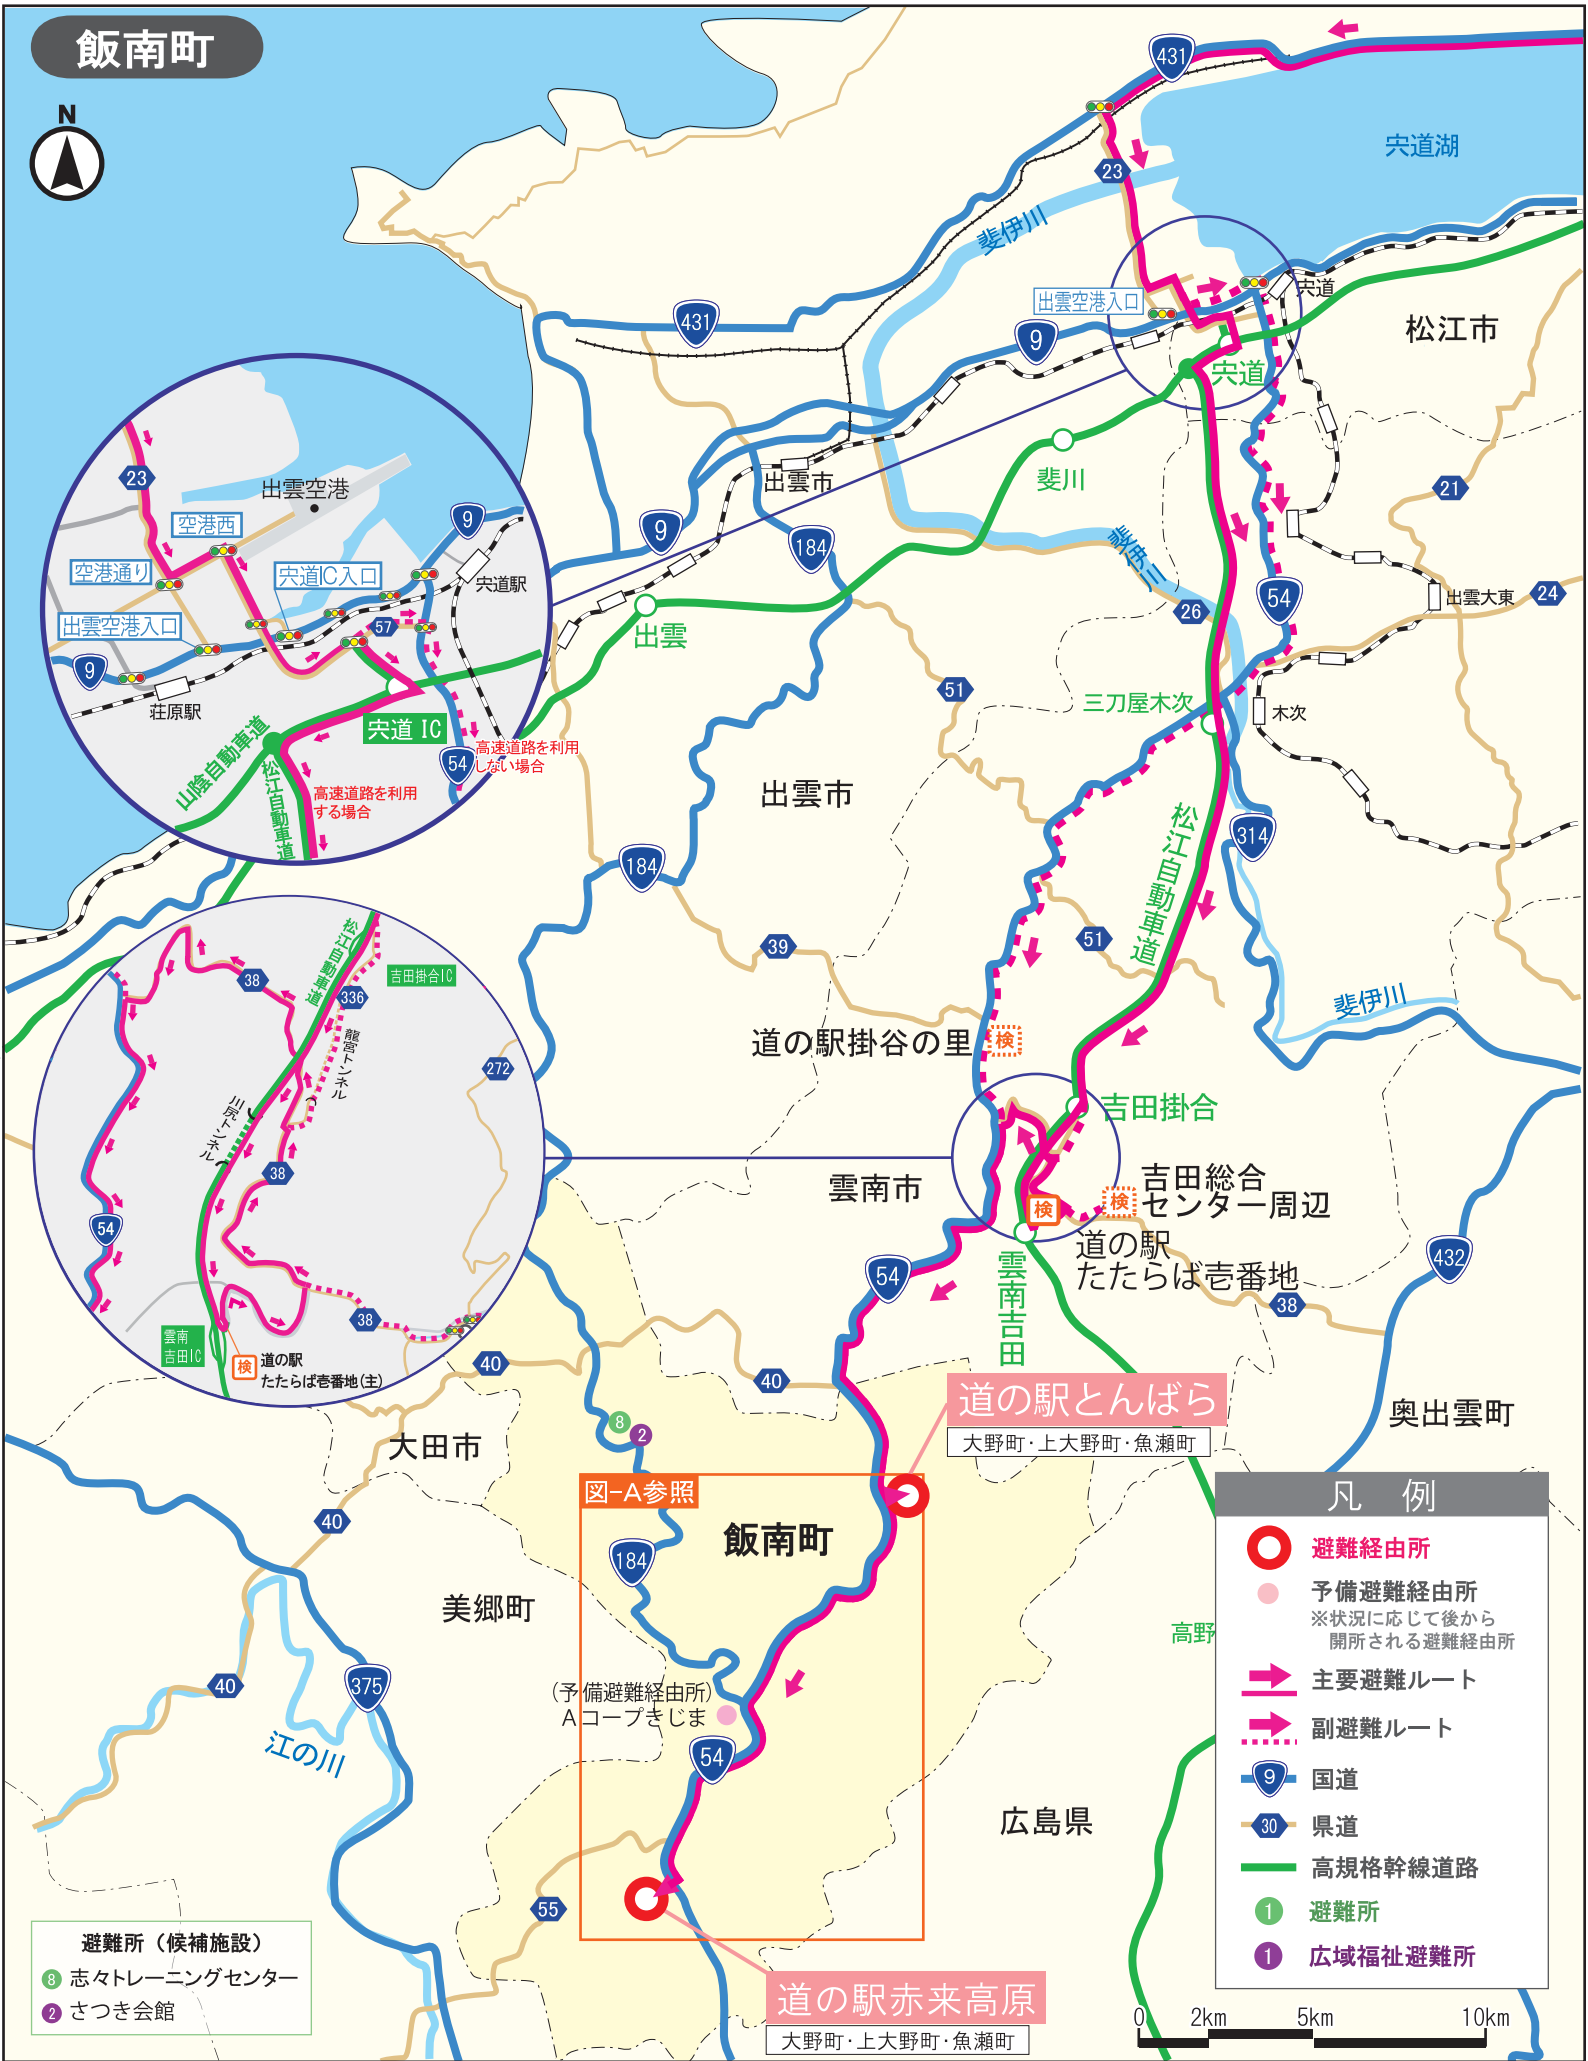 飯南町
N
431
宍道湖
23
斐伊川
出雲空港入口
宍道
431
9
松江市
宍道
斐川
出雲市
21
9
184
斐伊川
54
26
出雲大東
24
出雲
51
三刀屋木次
木次
出雲市
松江自動車道
314
184
39
51
斐伊川
道の駅掛谷の里
検
272
吉田掛合
雲南市
検
検
吉田総合
センター周辺
道の駅
たたらば壱番地
432
54
雲南吉田
38
23
出雲空港
空港西
9
空港通り
宍道IC入口
宍道駅
出雲空港入口
57
9
荘原駅
宍道 IC
山陰自動車道
松江自動車道
54
高速道路を利用
しない場合
高速道路を利用
する場合
松江自動車道
吉田掛合IC
38
336
龍宮トンネル
川尻トンネル
38
54
38
雲南
吉田IC
検
道の駅
たたらば壱番地(主)
40
40
道の駅とんばら
大野町・上大野町・魚瀬町
奥出雲町
8
2
大田市
図-A参照
飯南町
40
184
美郷町
高野
40
375
(予備避難経由所)
Aコープきじま
江の川
54
広島県
55
道の駅赤来高原
大野町・上大野町・魚瀬町
避難所(候補施設)
8 志々トレーニングセンター
2 さつき会館
凡 例
避難経由所
予備避難経由所
※状況に応じて後から
開所される避難経由所
主要避難ルート
副避難ルート
9 国道
30 県道
高規格幹線道路
1 避難所
1 広域福祉避難所
0 2km 5km 10km